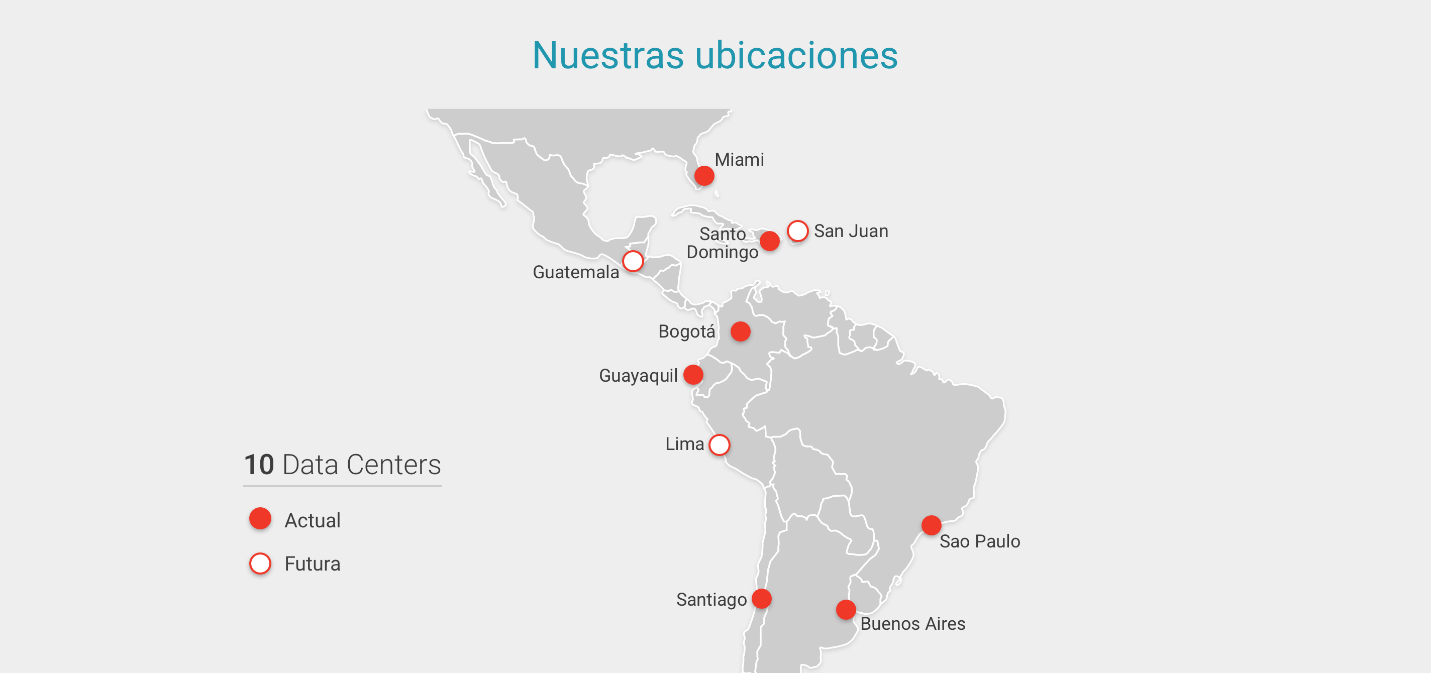 Nuestras ubicaciones
Miami
San Juan
Santo
Domingo
Guatemala
Bogotá
Guayaquil
Lima
10 Data Centers
Actual
Futura
Sao Paulo
Santiago
Buenos Aires